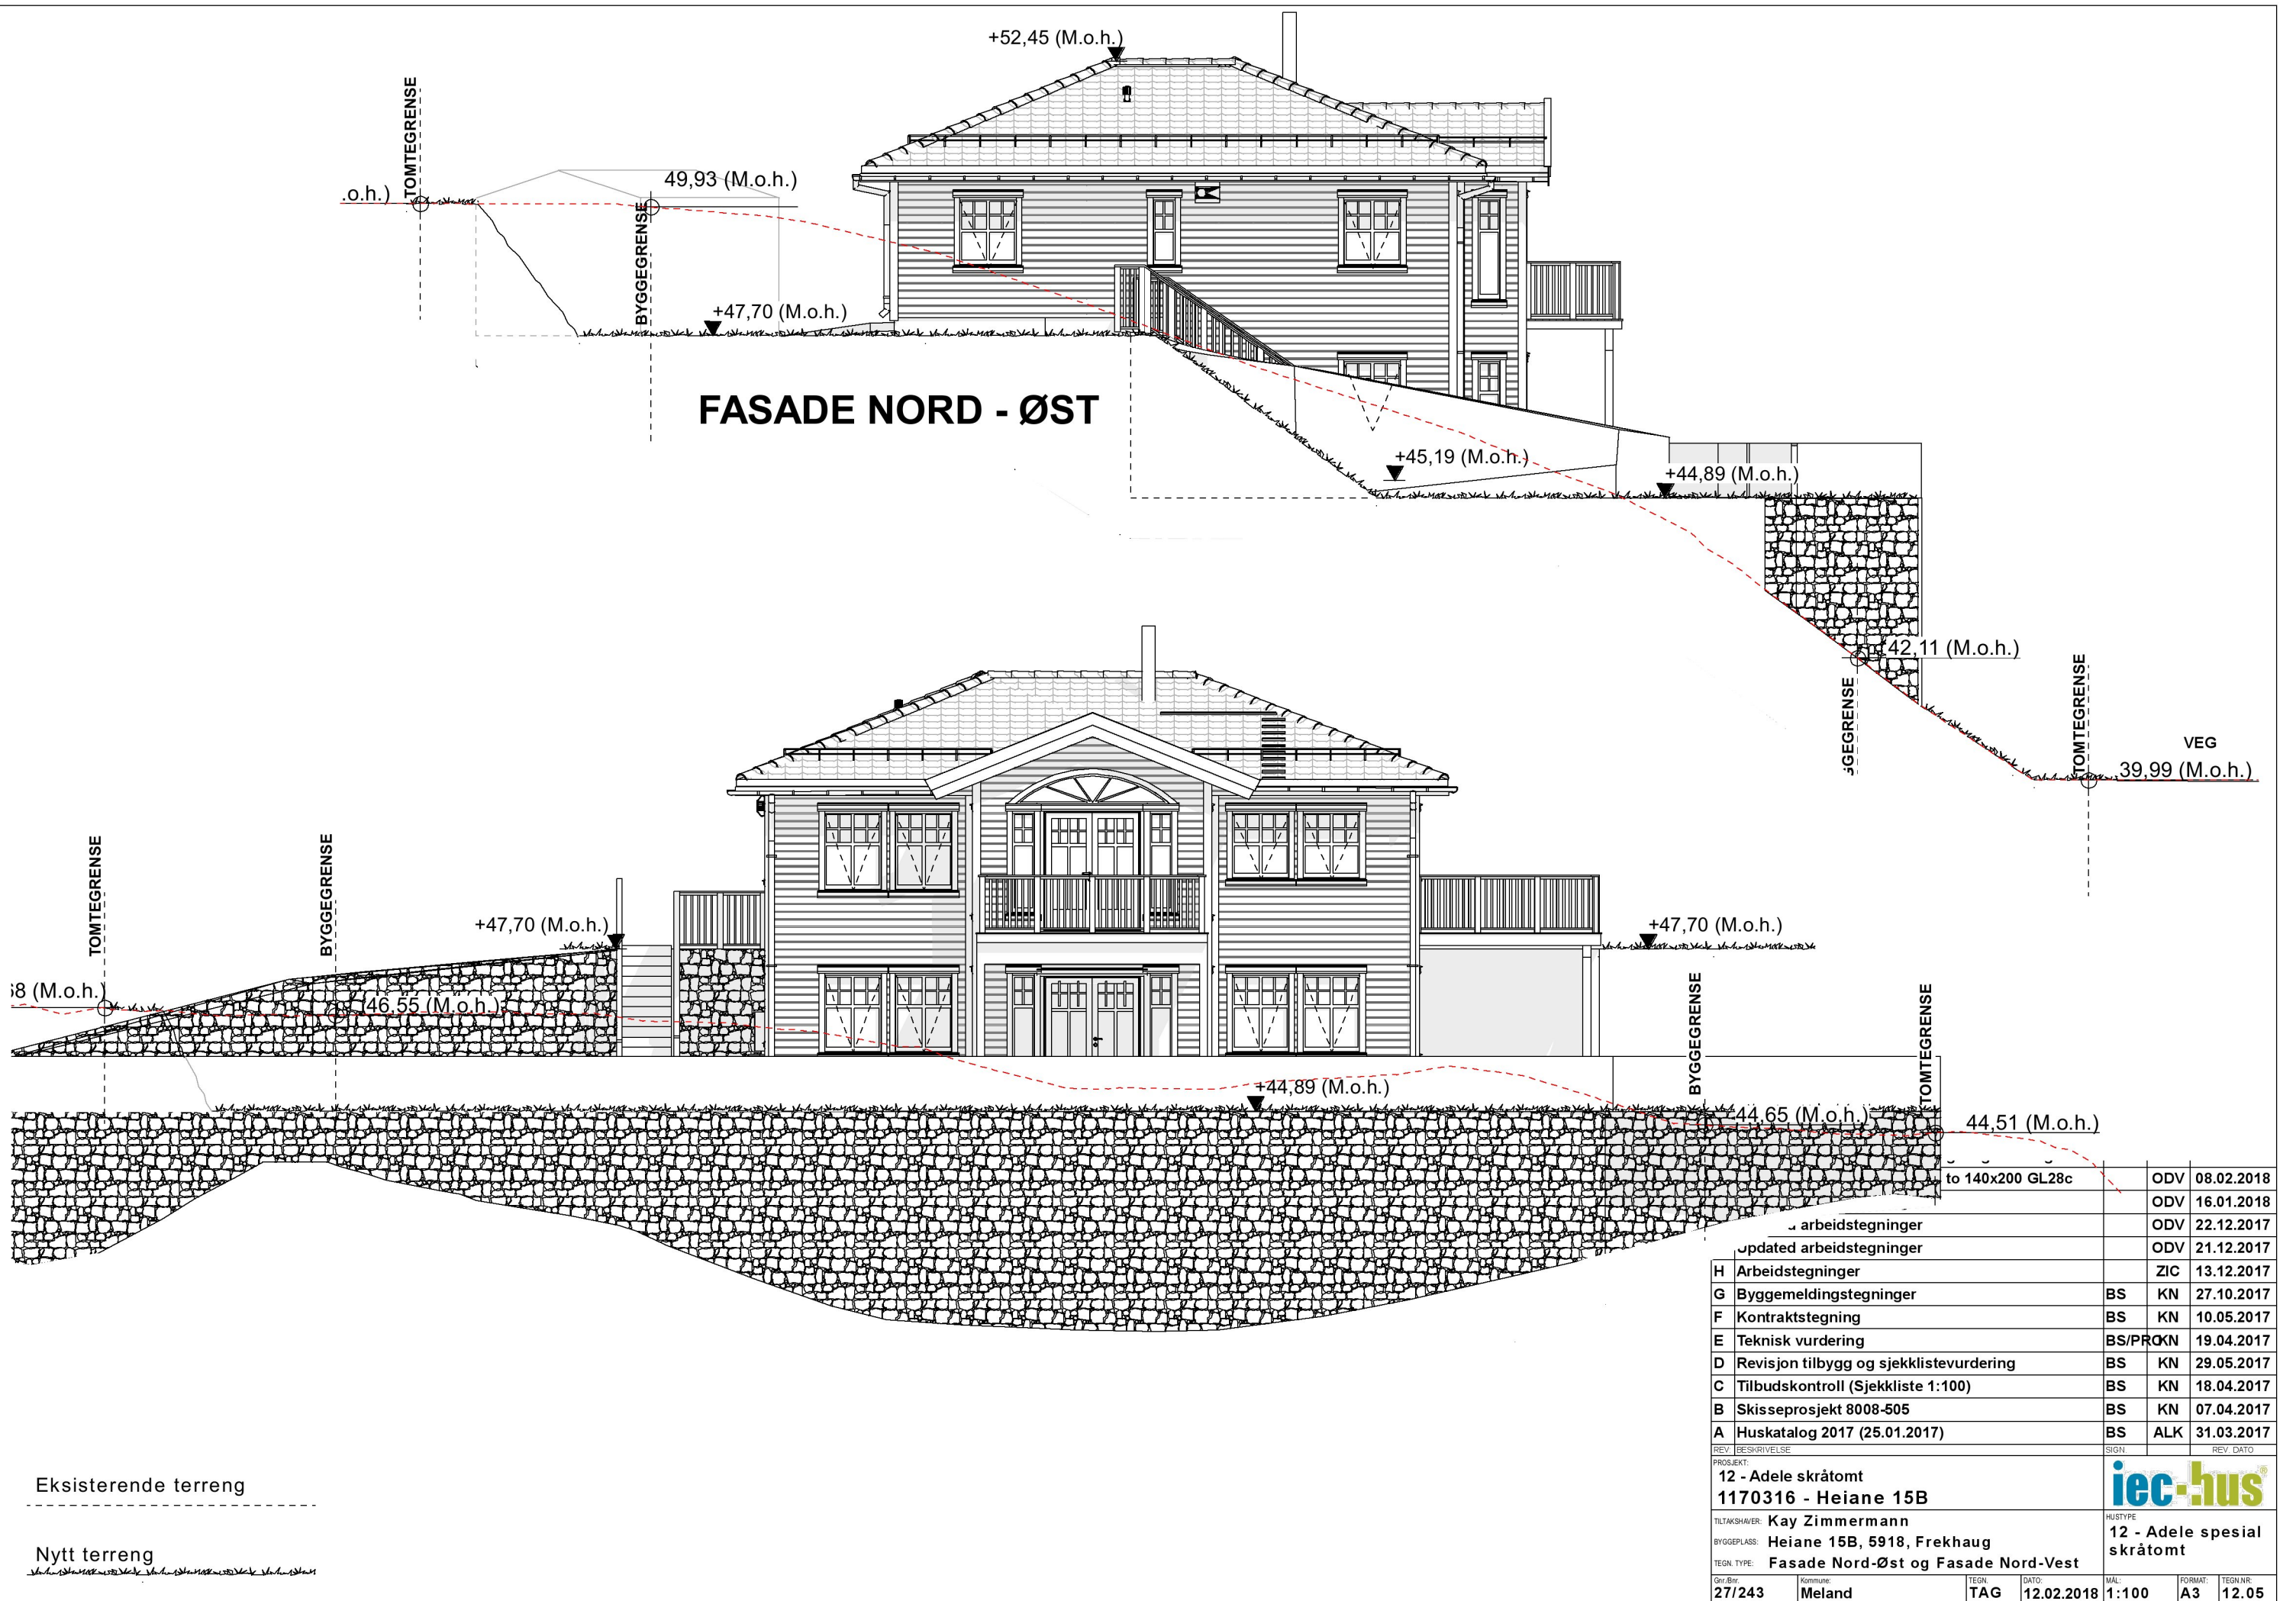 +52,45 (M.o.h.)
TOMTEGRENSE
49,93 (M.o.h.)
.o.h.)
BYGGEGRENSE
+47,70 (M.o.h.)
FASADE NORD - ØST
+45,19 (M.o.h.)
+44,89 (M.o.h.)
42,11 (M.o.h.)
GEGRENSE
TOMTEGRENSE
VEG
39,99 (M.o.h.)
TOMTEGRENSE
BYGGEGRENSE
+47,70 (M.o.h.)
+47,70 (M.o.h.)
68 (M.o.h.)
46,55 (M.o.h.)
BYGGEGRENSE
TOMTEGRENSE
+44,89 (M.o.h.)
44,65 (M.o.h.)
44,51 (M.o.h.)
to 140x200 GL28c ODV 08.02.2018
ODV 16.01.2018
arbeidstegninger ODV 22.12.2017
Updated arbeidstegninger ODV 21.12.2017
H Arbeidstegninger ZIC 13.12.2017
G Byggemeldingstegninger BS KN 27.10.2017
F Kontraktstegning BS KN 10.05.2017
E Teknisk vurdering BS/PRO KN 19.04.2017
D Revisjon tilbygg og sjekklistevurdering BS KN 29.05.2017
C Tilbudskontroll (Sjekkliste 1:100) BS KN 18.04.2017
B Skisseprosjekt 8008-505 BS KN 07.04.2017
A Huskatalog 2017 (25.01.2017) BS ALK 31.03.2017
REV. BESKRIVELSE SIGN. REV. DATO
PROSJEKT:
12 - Adele skråtomt
1170316 - Heiane 15B
iec-hus®
TILTAKSHAVER: Kay Zimmermann
BYGGEPLASS: Heiane 15B, 5918, Frekhaug
TEGN. TYPE: Fasade Nord-Øst og Fasade Nord-Vest
HUSTYPE
12 - Adele spesial
skråtomt
Gnr./Bnr. Kommune: TEGN. DATO: MÅL: FORMAT: TEGN.NR:
27/243 Meland TAG 12.02.2018 1:100 A3 12.05
Eksisterende terreng
Nytt terreng